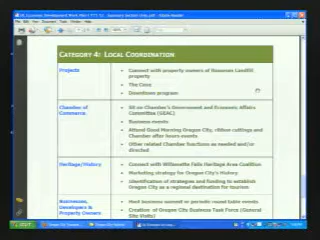 CATEGORY 4: LOCAL COORDINATION
Projects
• Connect with property owners of Rossman Landfill
property
• The Cove
• Downtown program
Chamber of
Commerce
• Sit on Chamber's Government and Economic Affairs
Committee (GEAC)
• Business events
• Attend Good Morning Oregon City, ribbon cuttings and
Chamber after hours events
• Other related Chamber functions as needed and/or
directed
Heritage/History
• Connect with Willamette Falls Heritage Area Coalition
• Marketing strategy for Oregon City's History
• Identification of strategies and funding to establish
Oregon City as a regional destination for tourism
Businesses,
Developers &
Property Owners
• Host business summit or periodic round table events
• Creation of Oregon City Business Task Force (General
Site Visits)